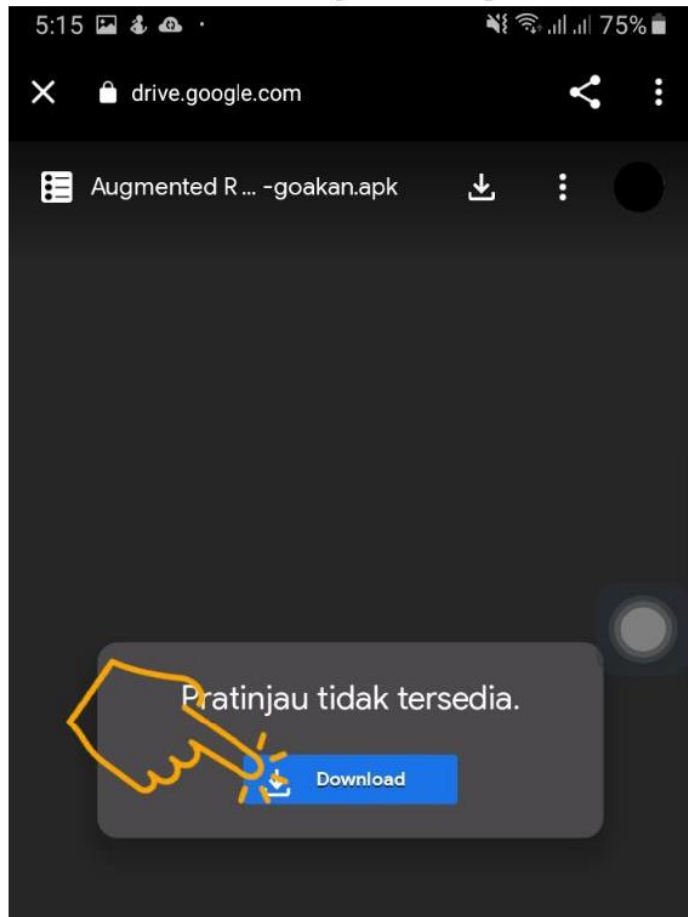 5:15 75%
drive.google.com
Augmented R ... -goakan.apk
Pratinjau tidak tersedia.
Download